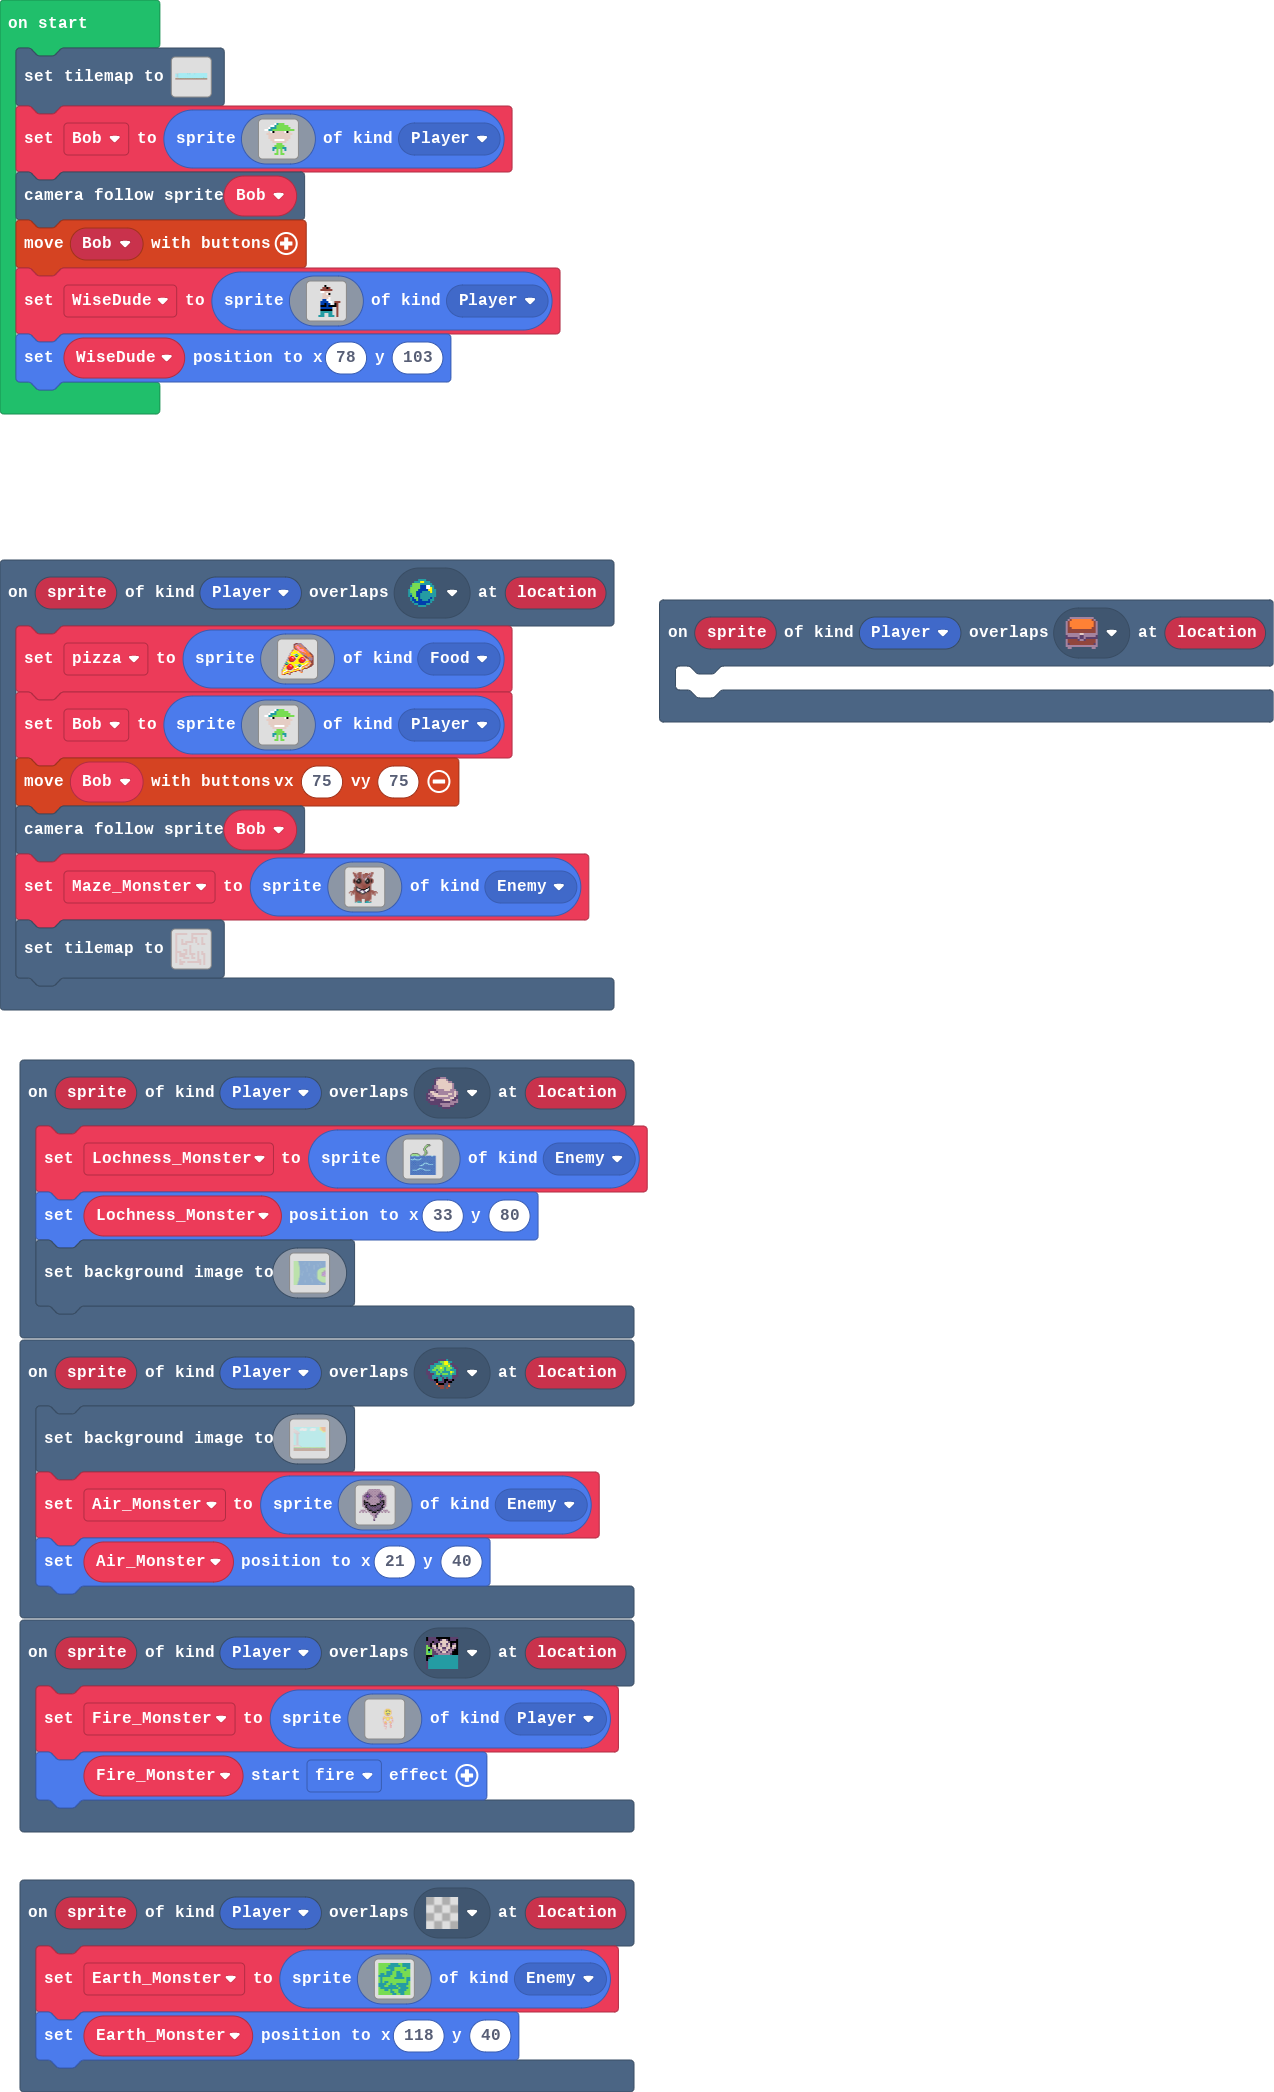 on start
set tilemap to
set Bob to sprite of kind Player
camera follow sprite Bob
move Bob with buttons
set WiseDude to sprite of kind Player
set WiseDude position to x 78 y 103
on sprite of kind Player overlaps at location
set pizza to sprite of kind Food
set Bob to sprite of kind Player
move Bob with buttons vx 75 vy 75
camera follow sprite Bob
set Maze_Monster to sprite of kind Enemy
set tilemap to
on sprite of kind Player overlaps at location
on sprite of kind Player overlaps at location
set Lochness_Monster to sprite of kind Enemy
set Lochness_Monster position to x 33 y 80
set background image to
on sprite of kind Player overlaps at location
set background image to
set Air_Monster to sprite of kind Enemy
set Air_Monster position to x 21 y 40
on sprite of kind Player overlaps at location
set Fire_Monster to sprite of kind Player
Fire_Monster start fire effect
on sprite of kind Player overlaps at location
set Earth_Monster to sprite of kind Enemy
set Earth_Monster position to x 118 y 40